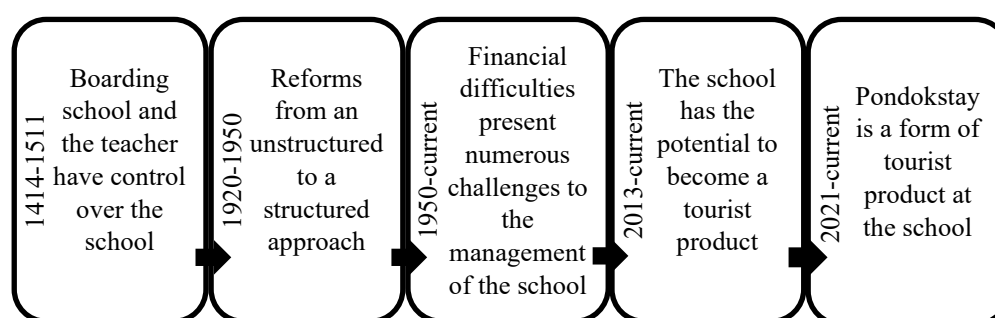 1414-1511
Boarding
school and
the teacher
have control
over the
school
1920-1950
Reforms
from an
unstructured
to a
structured
approach
1950-current
Financial
difficulties
present
numerous
challenges to
the
management
of the school
2013-current
The school
has the
potential to
become a
tourist
product
2021-current
Pondokstay
is a form of
tourist
product at
the school